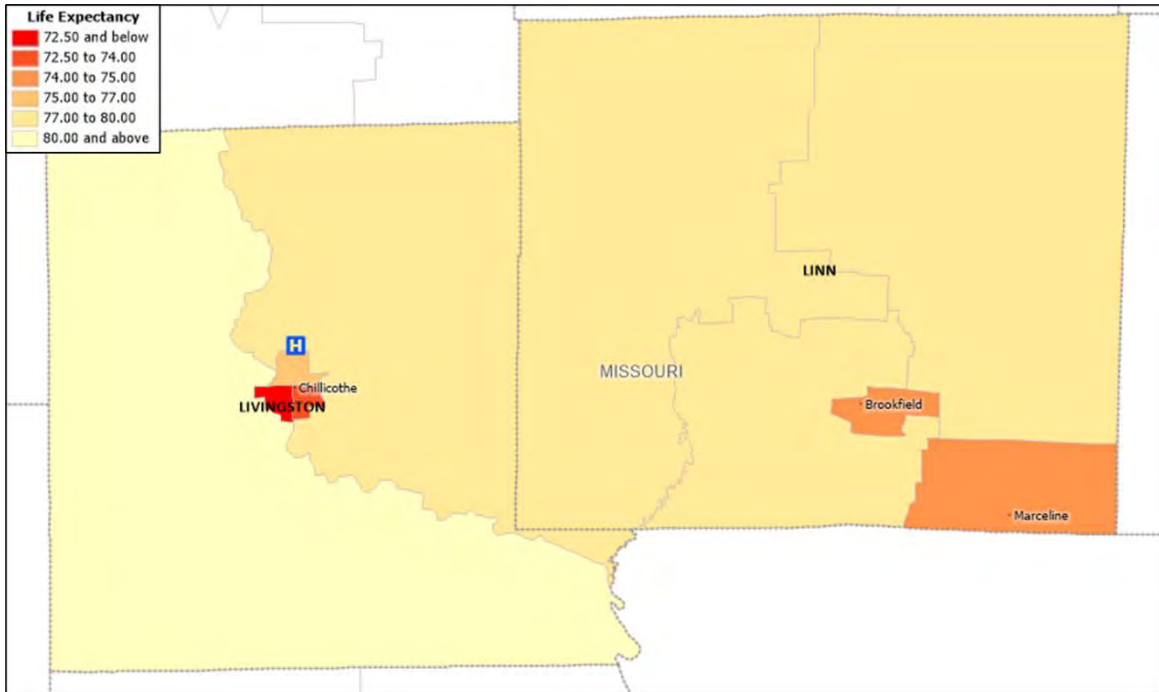 Life Expectancy
72.50 and below
72.50 to 74.00
74.00 to 75.00
75.00 to 77.00
77.00 to 80.00
80.00 and above
LINN
H
MISSOURI
Chillicothe
LIVINGSTON
Brookfield
Marceline